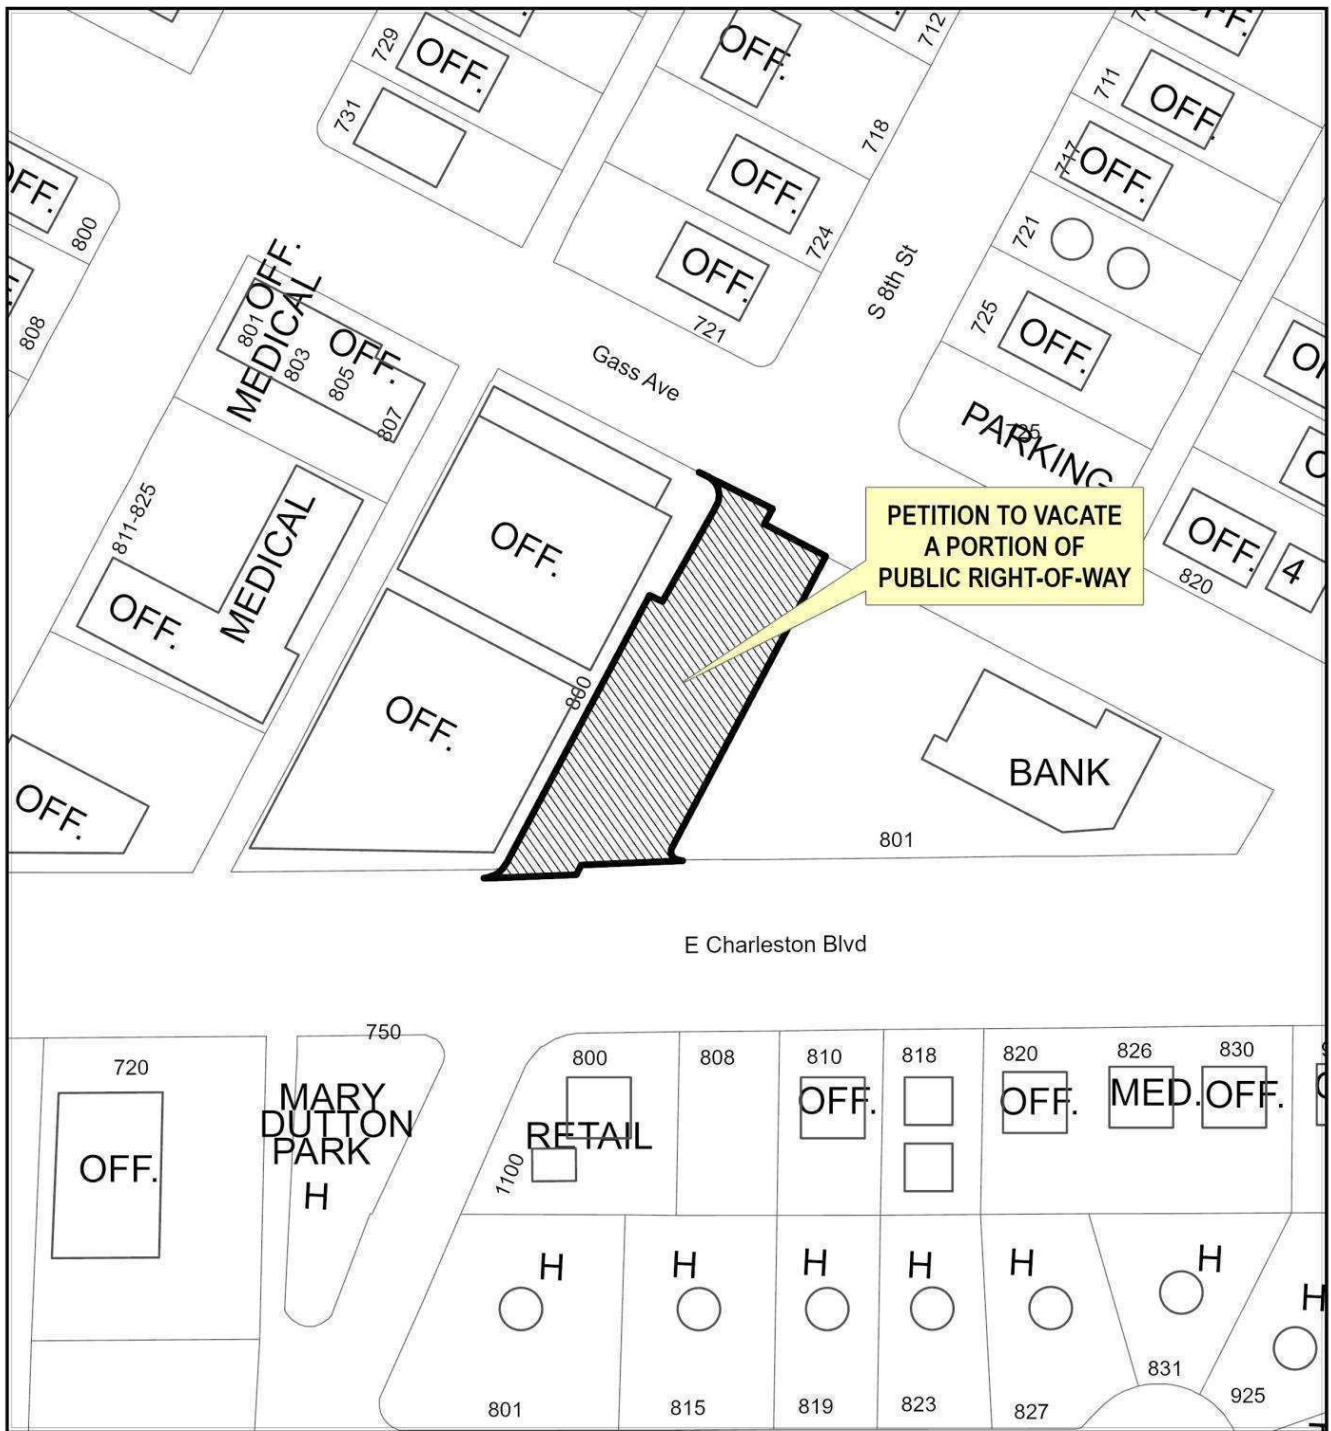 729
OFF.
OFF.
712
OFF.
731
718
711
OFF.
717
OFF.
OFF.
800
OFF.
724
721
OFF.
S 8th St
808
OFF.
MEDICAL
801
803
OFF.
805
807
721
Gass Ave
725
OFF.
PARKING
811-825
MEDICAL
OFF.
OFF.
PETITION TO VACATE
A PORTION OF
PUBLIC RIGHT-OF-WAY
OFF.
4
820
800
OFF.
OFF.
BANK
801
E Charleston Blvd
750
720
OFF.
MARY
DUTTON
PARK
H
800
808
810
818
820
826
830
RETAIL
OFF.
OFF.
MED.
OFF.
1100
H
H
H
H
H
H
H
801
815
819
823
827
831
925